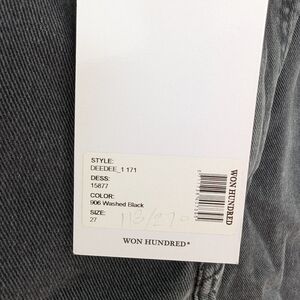 STYLE:
DEEDEE_1 171
DESS:
15877
COLOR:
906 Washed Black
SIZE:
27
WON HUNDRED
WON HUNDRED*